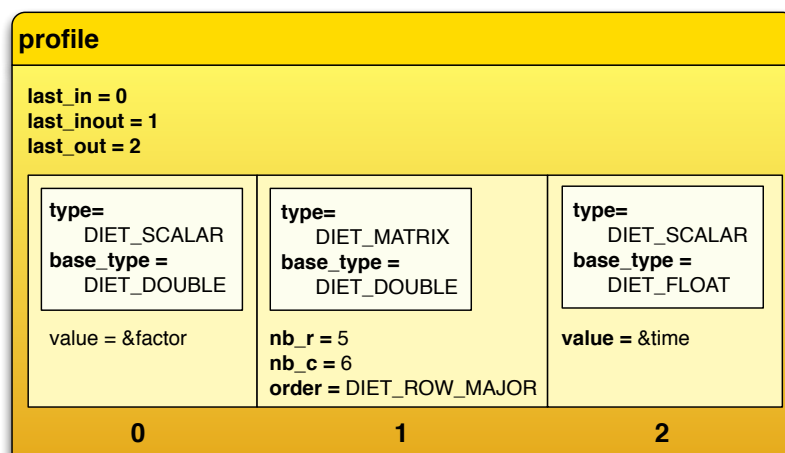 profile
last_in = 0
last_inout = 1
last_out = 2
type=
DIET_SCALAR
base_type =
DIET_DOUBLE
value = &factor
type=
DIET_MATRIX
base_type =
DIET_DOUBLE
nb_r = 5
nb_c = 6
order = DIET_ROW_MAJOR
type=
DIET_SCALAR
base_type =
DIET_FLOAT
value = &time
0
1
2